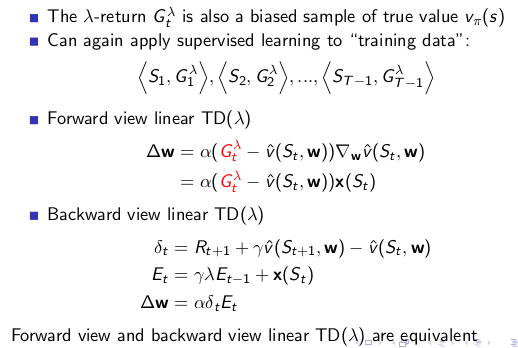 The λ-return G_t^λ is also a biased sample of true value v_π(s)
Can again apply supervised learning to “training data”:
⟨S_1, G_1^λ⟩, ⟨S_2, G_2^λ⟩, ..., ⟨S_{T−1}, G_{T−1}^λ⟩
Forward view linear TD(λ)
Δw = α(G_t^λ − v̂(S_t, w))∇_w v̂(S_t, w)
= α(G_t^λ − v̂(S_t, w))x(S_t)
Backward view linear TD(λ)
δ_t = R_{t+1} + γv̂(S_{t+1}, w) − v̂(S_t, w)
E_t = γλE_{t−1} + x(S_t)
Δw = αδ_tE_t
Forward view and backward view linear TD(λ) are equivalent